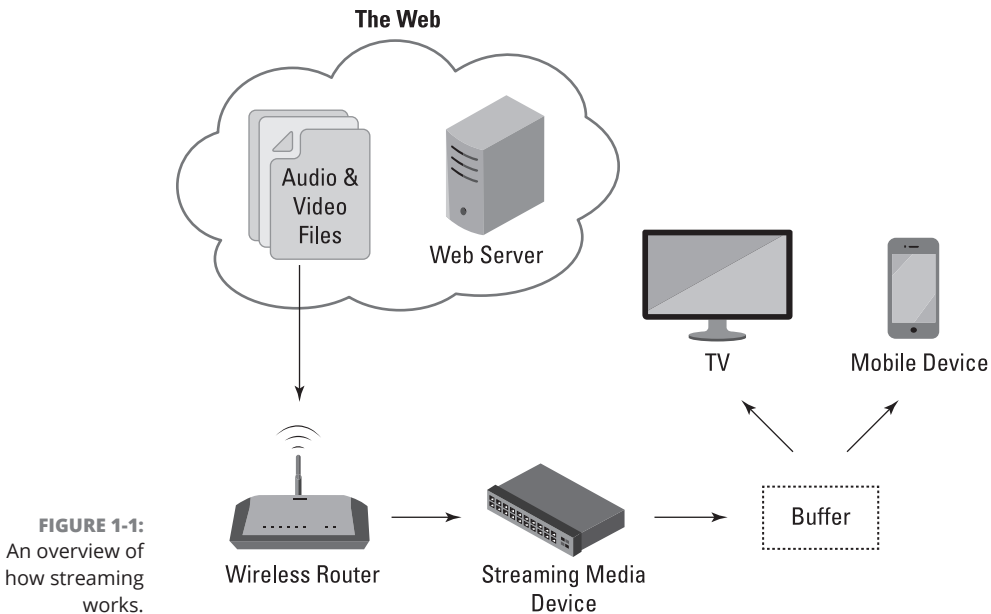 The Web
Audio &
Video
Files
Web Server
TV
Mobile Device
Buffer
Wireless Router
Streaming Media
Device
FIGURE 1-1:
An overview of
how streaming
works.